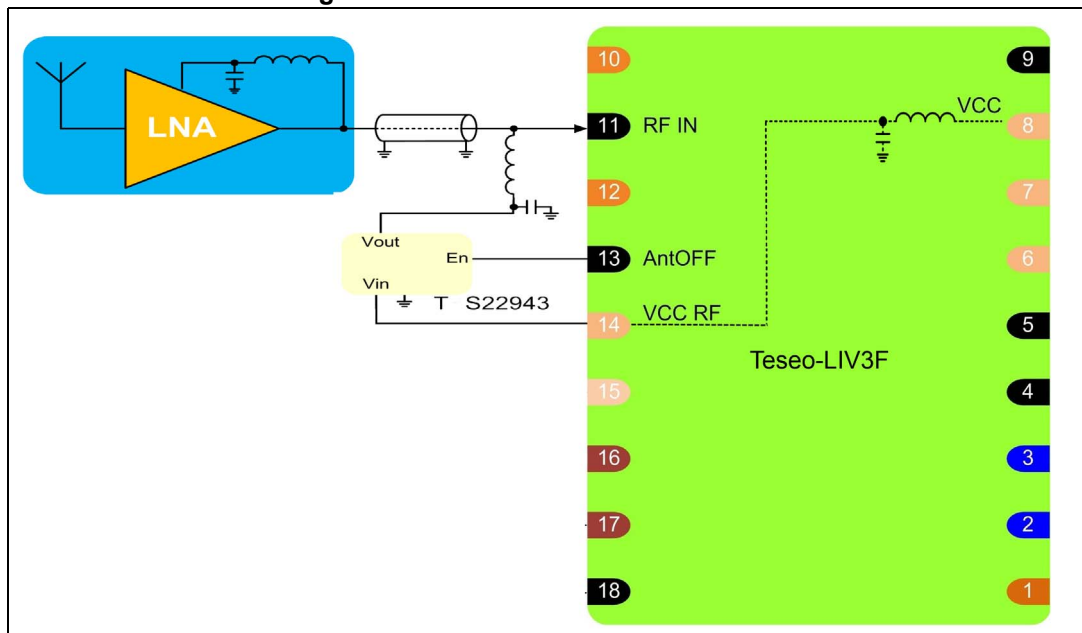 10
9
LNA
11 RF IN
VCC
8
12
7
Vout
En
13 AntOFF
6
Vin
T S22943
14 VCC RF
5
Teseo-LIV3F
15
4
16
3
17
2
18
1